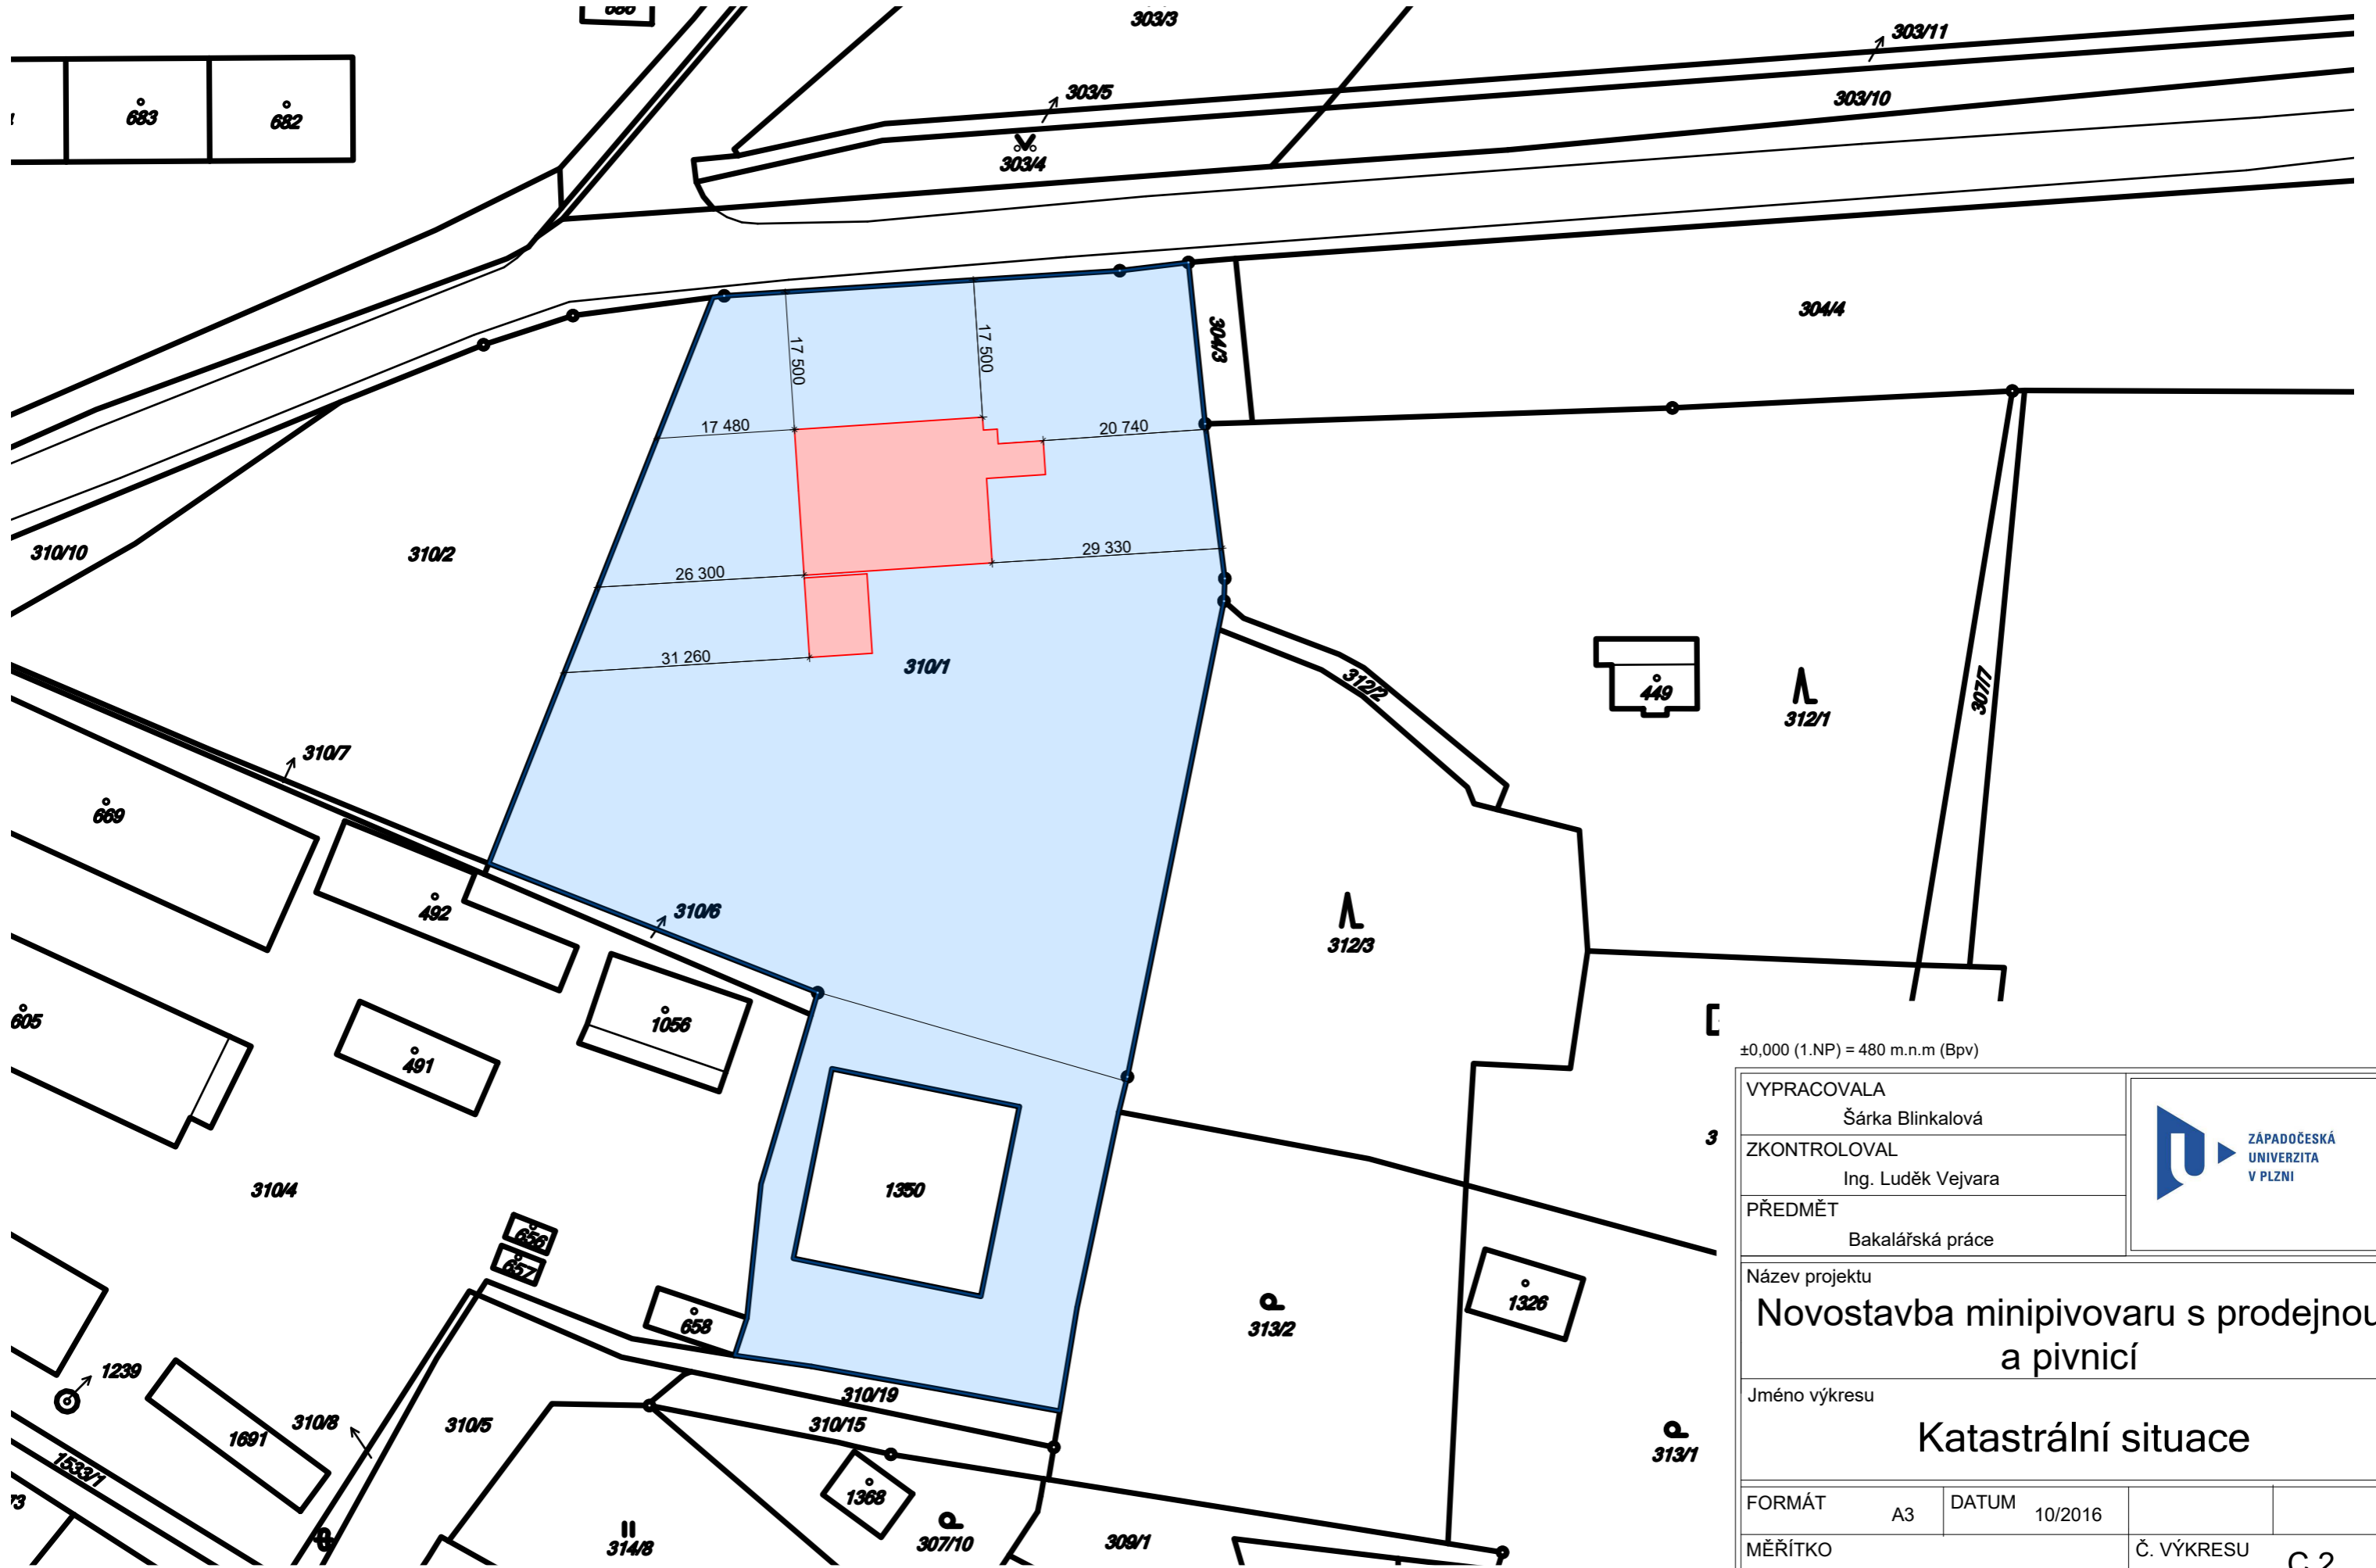 303/3
303/11
303/5
303/10
683
682
303/4
304/4
304/3
17 500
17 500
17 480
20 740
310/10
310/2
29 330
26 300
31 260
310/1
312/2
449
312/1
307/7
310/7
669
492
310/6
312/3
605
1056
491
±0,000 (1.NP) = 480 m.n.m (Bpv)
VYPRACOVALA
Šárka Blinkalová
ZKONTROLOVAL
Ing. Luděk Vejvara
PŘEDMĚT
Bakalářská práce
ZÁPADOČESKÁ
UNIVERZITA
V PLZNI
310/4
1350
656
657
658
313/2
1326
Název projektu
Novostavba minipivovaru s prodejnou
a pivnicí
Jméno výkresu
Katastrální situace
1239
310/19
310/8
310/5
310/15
1691
313/1
1533/1
1368
314/8
307/10
309/1
FORMÁT
A3
DATUM
10/2016
MĚŘÍTKO
Č. VÝKRESU
C.2